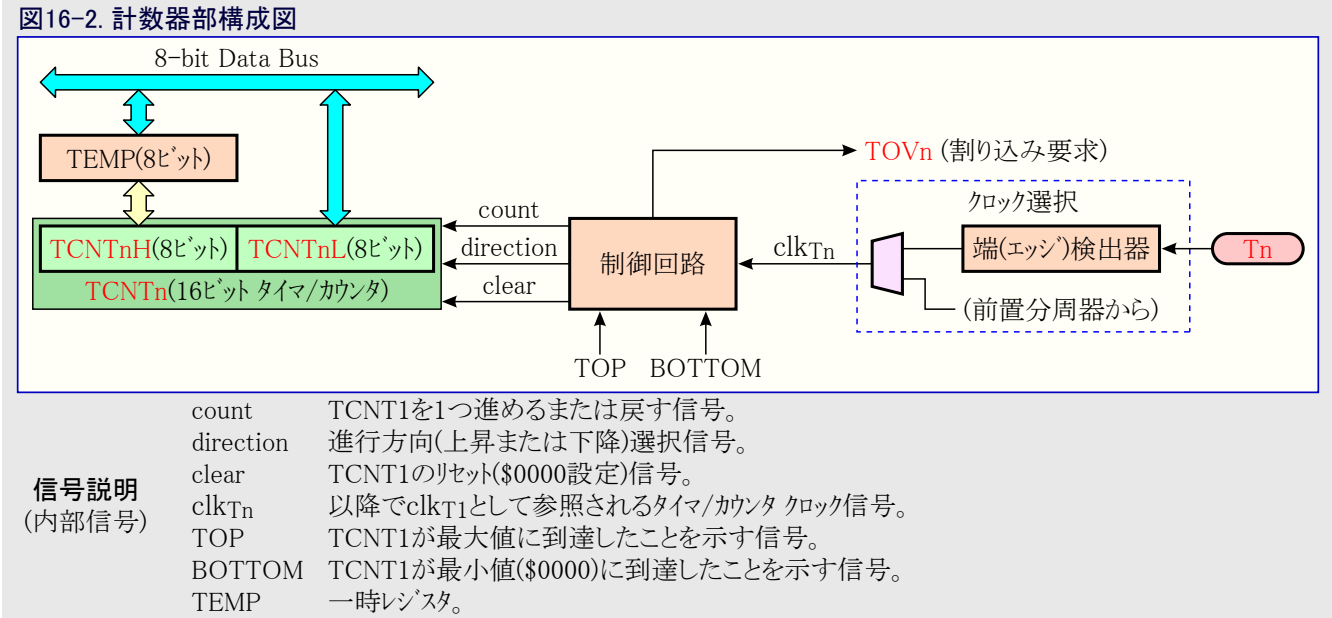 図16-2. 計数器部構成図
8-bit Data Bus
TEMP(8ビット)
TOVn (割り込み要求)
クロック選択
count
TCNTnH(8ビット) TCNTnL(8ビット)
direction
制御回路
clkTn
端(エッジ)検出器
Tn
TCNTn(16ビット タイマ/カウンタ)
clear
(前置分周器から)
TOP BOTTOM
count TCNT1を1つ進めるまたは戻す信号。
direction 進行方向(上昇または下降)選択信号。
clear TCNT1のリセット($0000設定)信号。
信号説明
(内部信号)
clkTn 以降でclkT1として参照されるタイマ/カウンタ クロック信号。
TOP TCNT1が最大値に到達したことを示す信号。
BOTTOM TCNT1が最小値($0000)に到達したことを示す信号。
TEMP 一時レジスタ。